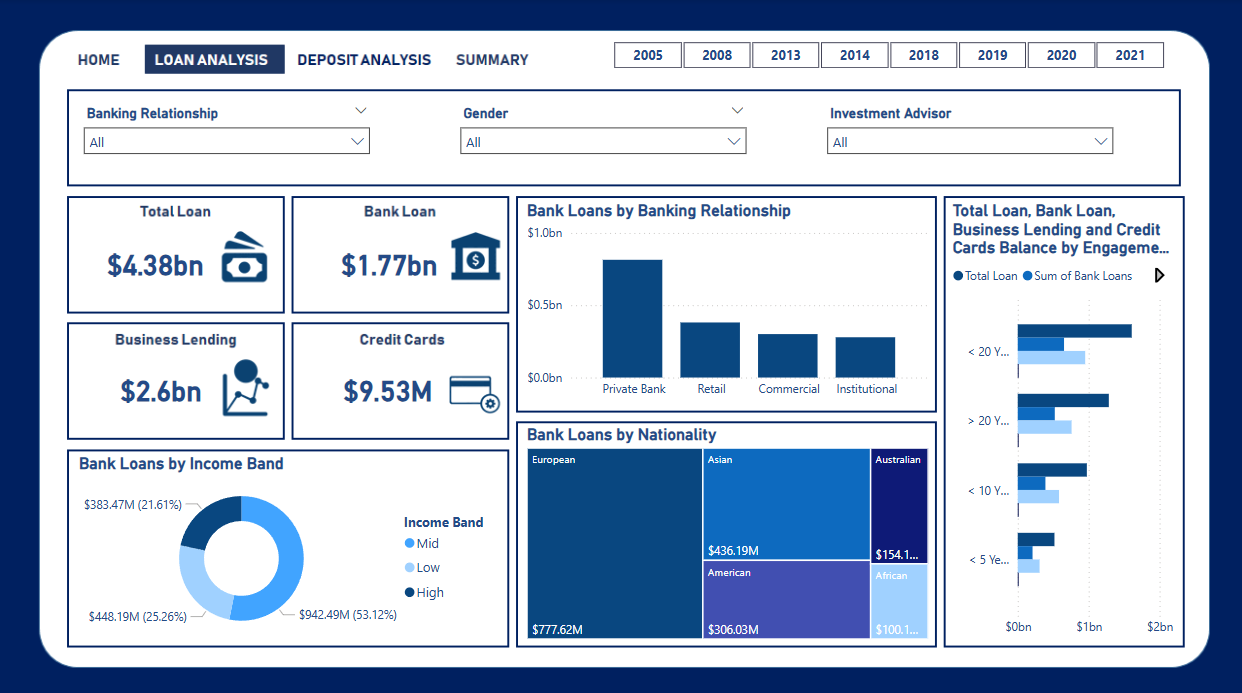 HOME
LOAN ANALYSIS
DEPOSIT ANALYSIS
SUMMARY
2005
2008
2013
2014
2018
2019
2020
2021
Banking Relationship
All
Gender
All
Investment Advisor
All
Total Loan
$4.38bn
Bank Loan
$1.77bn
Business Lending
$2.6bn
Credit Cards
$9.53M
Bank Loans by Income Band
$383.47M (21.61%)
$448.19M (25.26%)
$942.49M (53.12%)
Income Band
Mid
Low
High
Bank Loans by Banking Relationship
$1.0bn
$0.5bn
$0.0bn
Private Bank
Retail
Commercial
Institutional
Bank Loans by Nationality
European
$777.62M
Asian
$436.19M
American
$306.03M
Australian
$154.1...
African
$100.1...
Total Loan, Bank Loan,
Business Lending and Credit
Cards Balance by Engageme...
Total Loan
Sum of Bank Loans
< 20 Y...
> 20 Y...
< 10 Y...
< 5 Ye...
$0bn
$1bn
$2bn